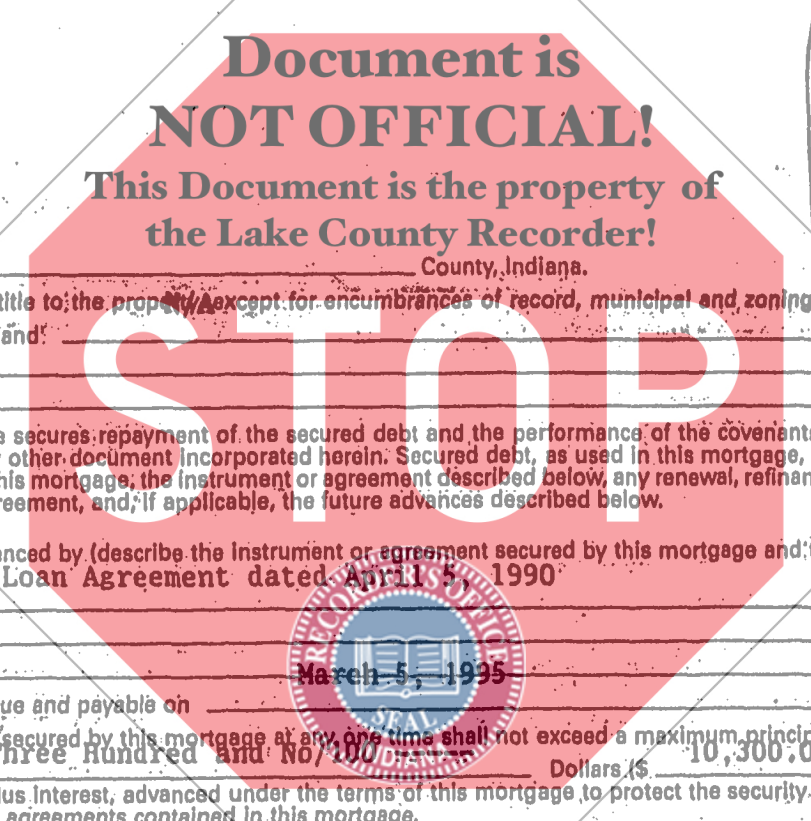 Document is
NOT OFFICIAL!
This Document is the property of
the Lake County Recorder!
County, Indiana.
title to the property, except for encumbrances of record, municipal and zoning
and
STOP
secures repayment of the secured debt and the performance of the covenant
other document incorporated herein. Secured debt, as used in this mortgage,
his mortgage, the instrument or agreement described below, any renewal, refinan
reement, and, if applicable, the future advances described below.
enced by (describe the instrument or agreement secured by this mortgage and
Loan Agreement dated April 5, 1990
RECORDER'S OFFICE
March 5, 1995
ue and payable on
SEAL
secured by this mortgage at any one time shall not exceed a maximum princip
hree Hundred and No/100
INDIANA
Dollars ($ 10,300.0
lus interest, advanced under the terms of this mortgage to protect the security
agreements contained in this mortgage.